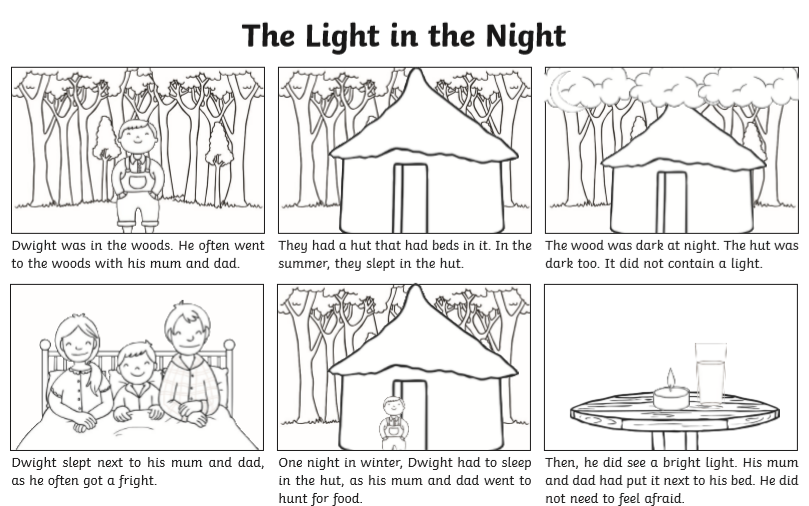 The Light in the Night
Dwight was in the woods. He often went
to the woods with his mum and dad.
They had a hut that had beds in it. In the
summer, they slept in the hut.
The wood was dark at night. The hut was
dark too. It did not contain a light.
Dwight slept next to his mum and dad,
as he often got a fright.
One night in winter, Dwight had to sleep
in the hut, as his mum and dad went to
hunt for food.
Then, he did see a bright light. His mum
and dad had put it next to his bed. He did
not need to feel afraid.